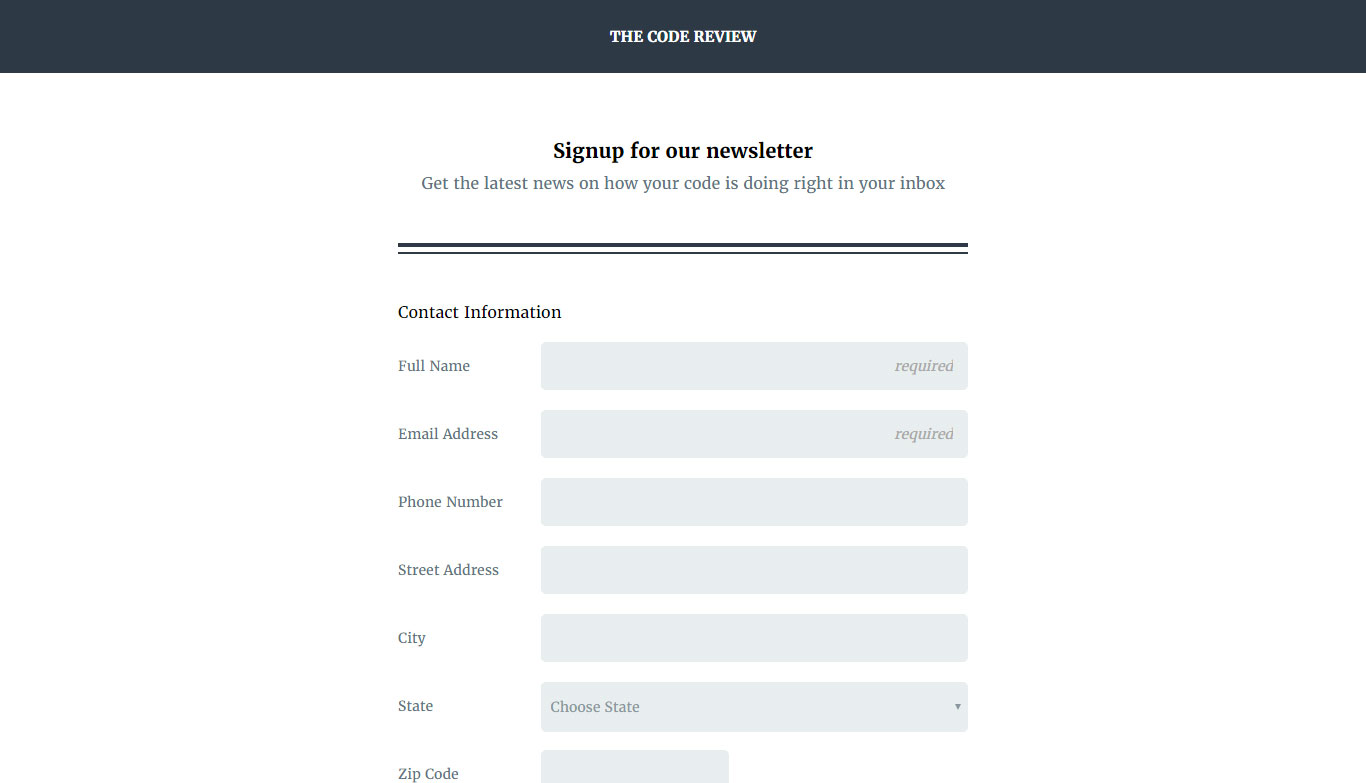 THE CODE REVIEW
Signup for our newsletter
Get the latest news on how your code is doing right in your inbox
Contact Information
Full Name required
Email Address required
Phone Number
Street Address
City
State Choose State
Zip Code